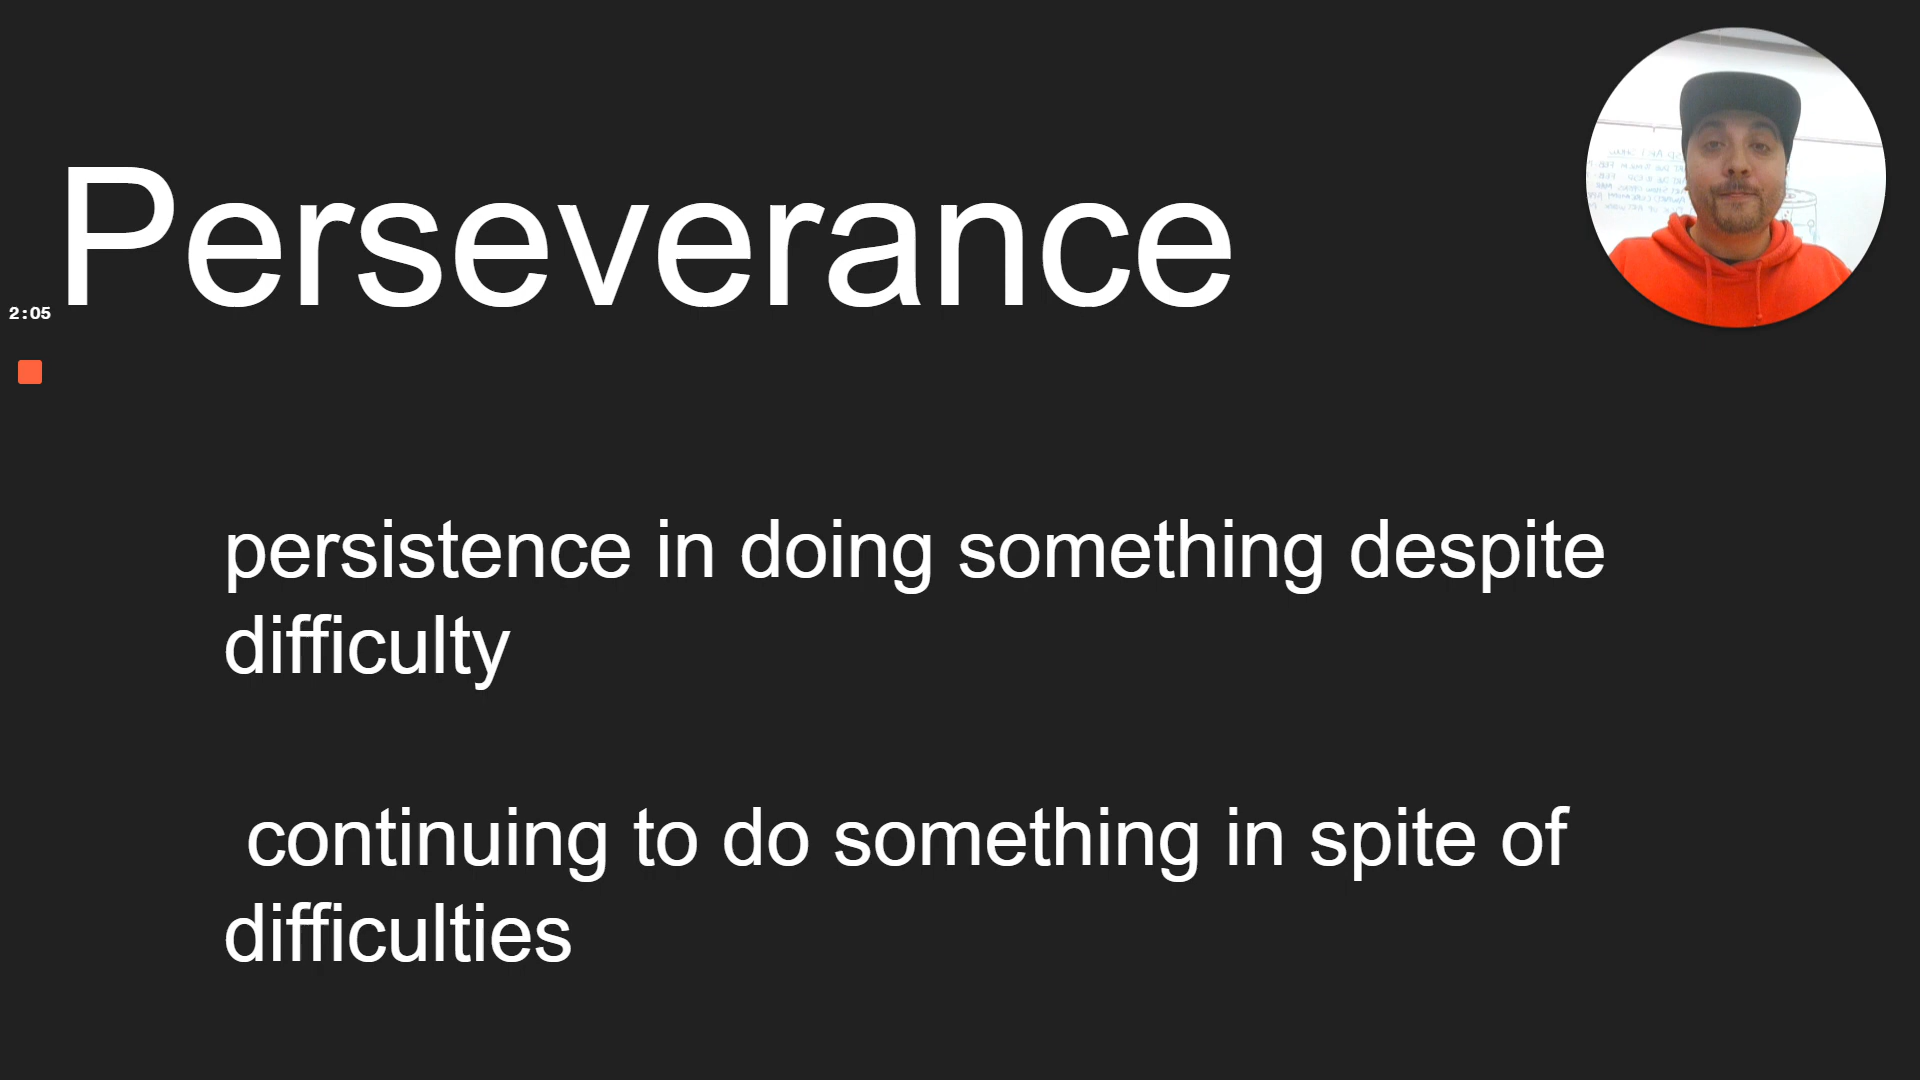 Perseverance
2:05
persistence in doing something despite
difficulty
continuing to do something in spite of
difficulties